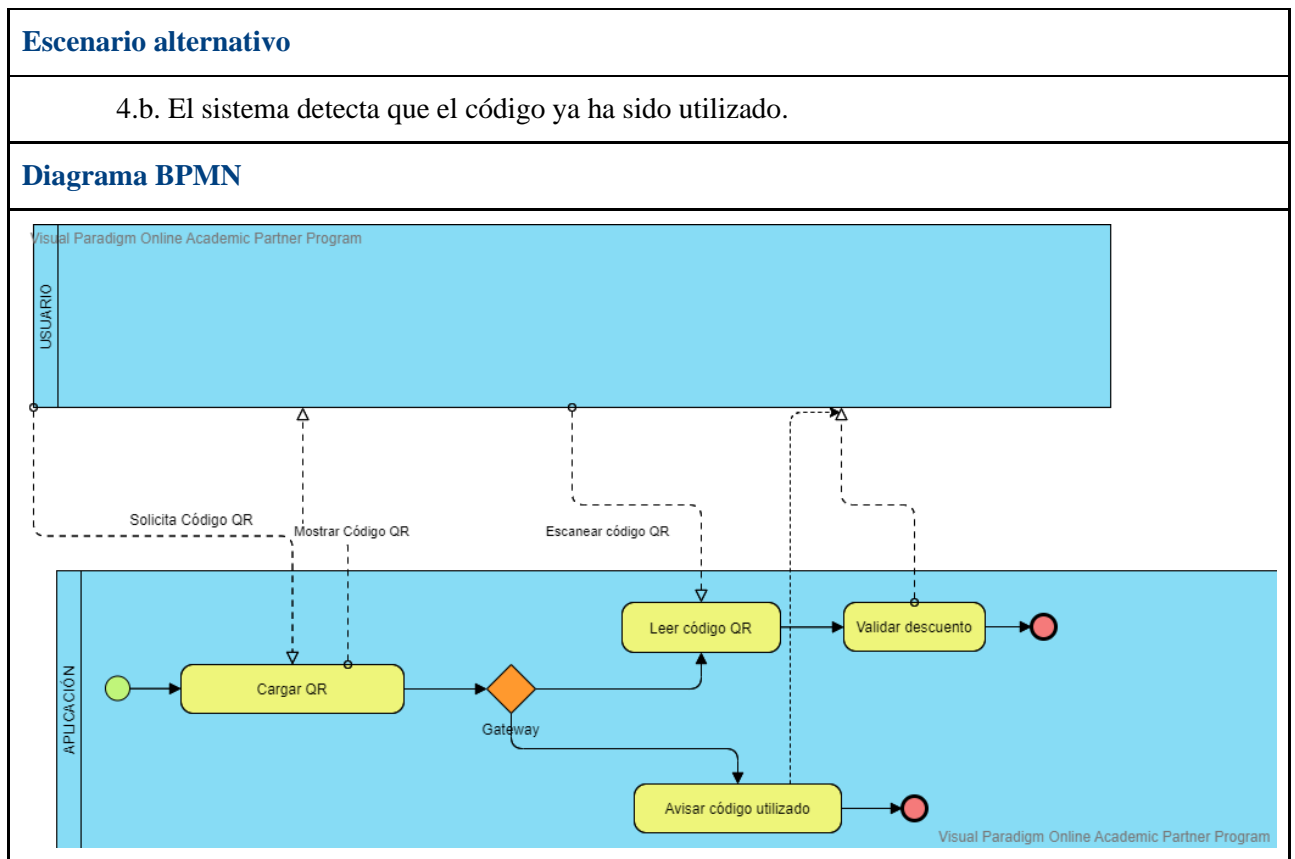 Escenario alternativo
4.b. El sistema detecta que el código ya ha sido utilizado.
Diagrama BPMN
Visual Paradigm Online Academic Partner Program
USUARIO
Solicita Código QR
Mostrar Código QR
Escanear código QR
APLICACIÓN
Leer código QR
Validar descuento
Cargar QR
Gateway
Avisar código utilizado
Visual Paradigm Online Academic Partner Program